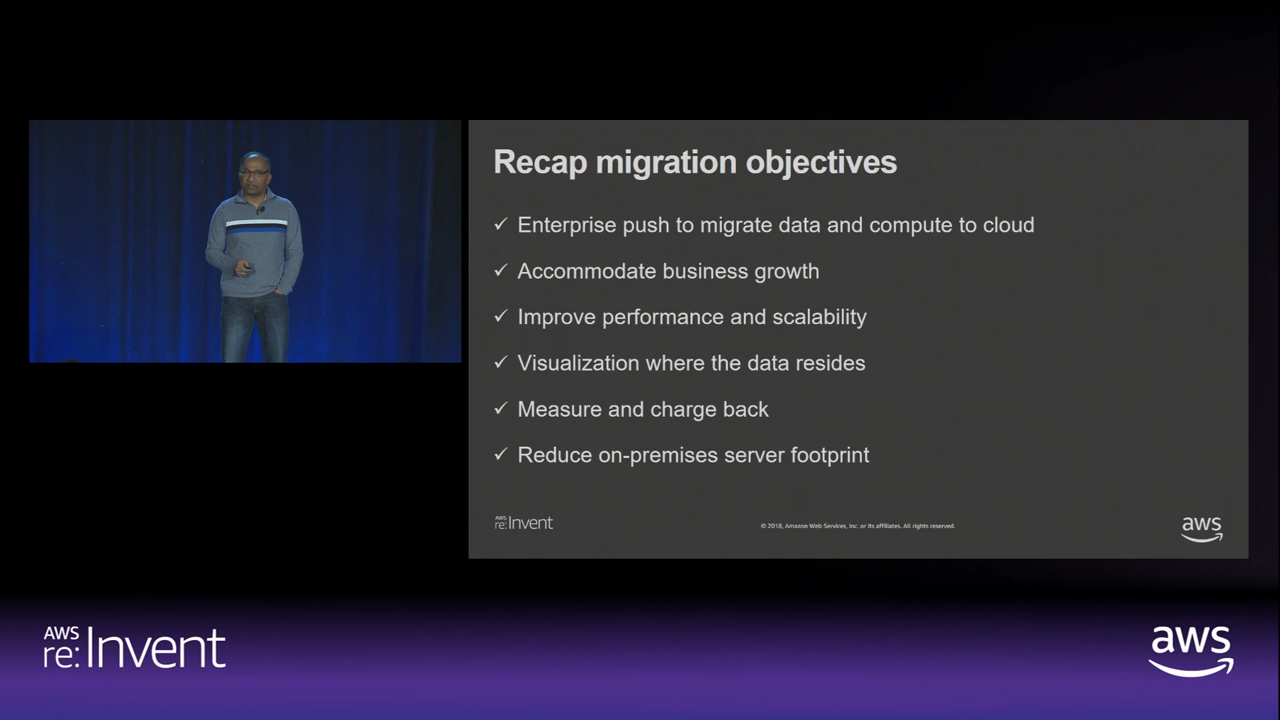 Recap migration objectives
✓ Enterprise push to migrate data and compute to cloud
✓ Accommodate business growth
✓ Improve performance and scalability
✓ Visualization where the data resides
✓ Measure and charge back
✓ Reduce on-premises server footprint
AWS
re:Invent
© 2018, Amazon Web Services, Inc. or its affiliates. All rights reserved.
aws
AWS
re:Invent
aws